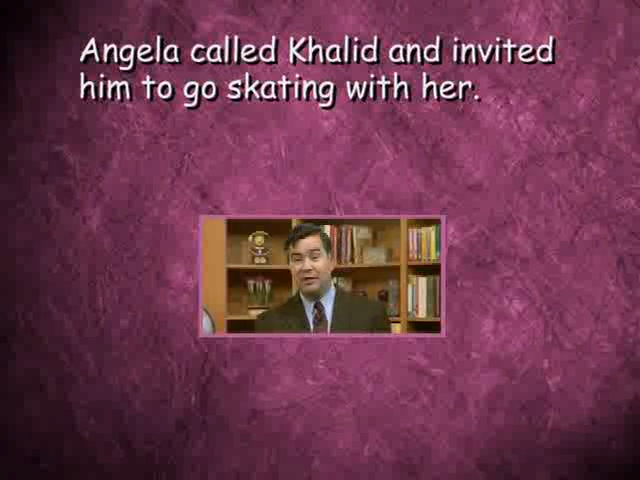 Angela called Khalid and invited
him to go skating with her.